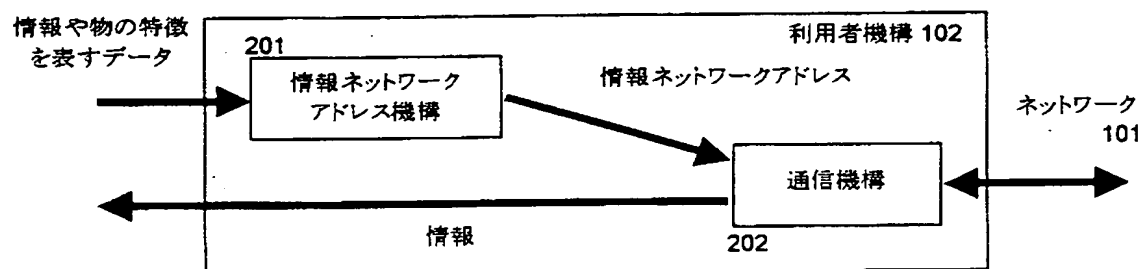 情報や物の特徴
を表すデータ
201
利用者機構 102
情報ネットワーク
アドレス機構
情報ネットワークアドレス
ネットワーク
101
通信機構
情報
202